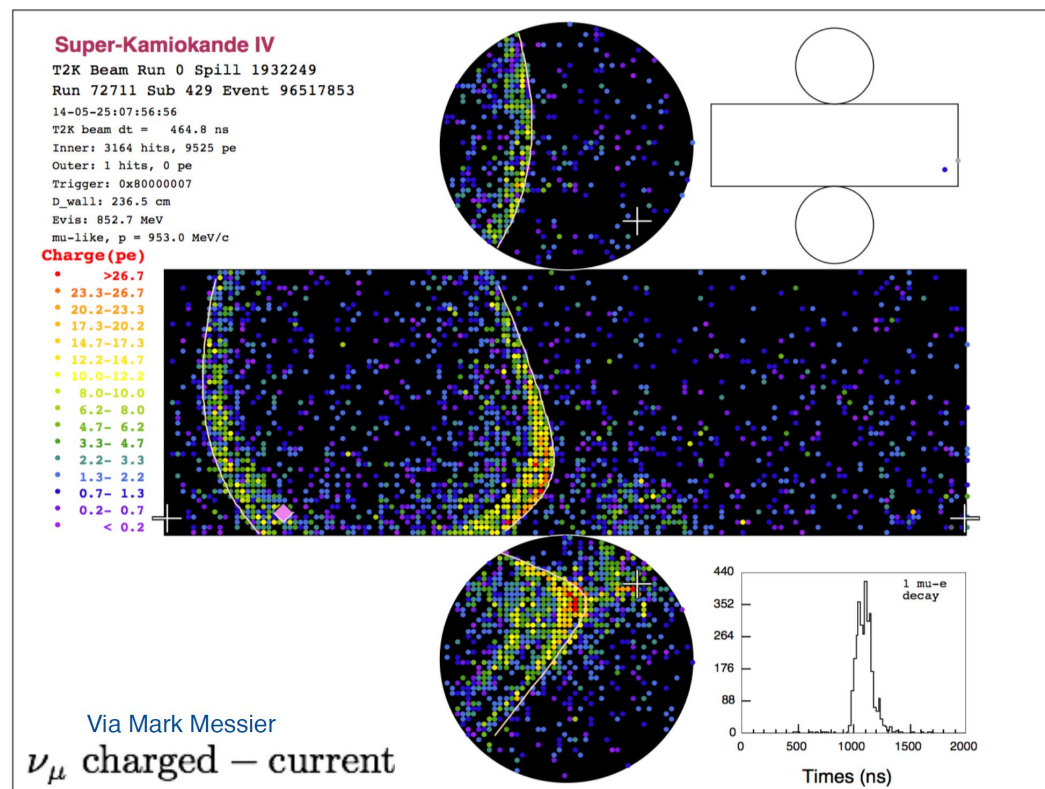 Super-Kamiokande IV
T2K Beam Run 0 Spill 1932249
Run 72711 Sub 429 Event 96517853
14-05-25:07:56:56
T2K beam dt = 464.8 ns
Inner: 3164 hits, 9525 pe
Outer: 1 hits, 0 pe
Trigger: 0x80000007
D_wall: 236.5 cm
Evis: 852.7 MeV
mu-like, p = 953.0 MeV/c
Charge(pe)
>26.7
23.3-26.7
20.2-23.3
17.3-20.2
14.7-17.3
12.2-14.7
10.0-12.2
8.0-10.0
6.2- 8.0
4.7- 6.2
3.3- 4.7
2.2- 3.3
1.3- 2.2
0.7- 1.3
0.2- 0.7
< 0.2
440
352
264
176
88
0
1 mu-e
decay
0 500 1000 1500 2000
Times (ns)
Via Mark Messier
νμ charged − current